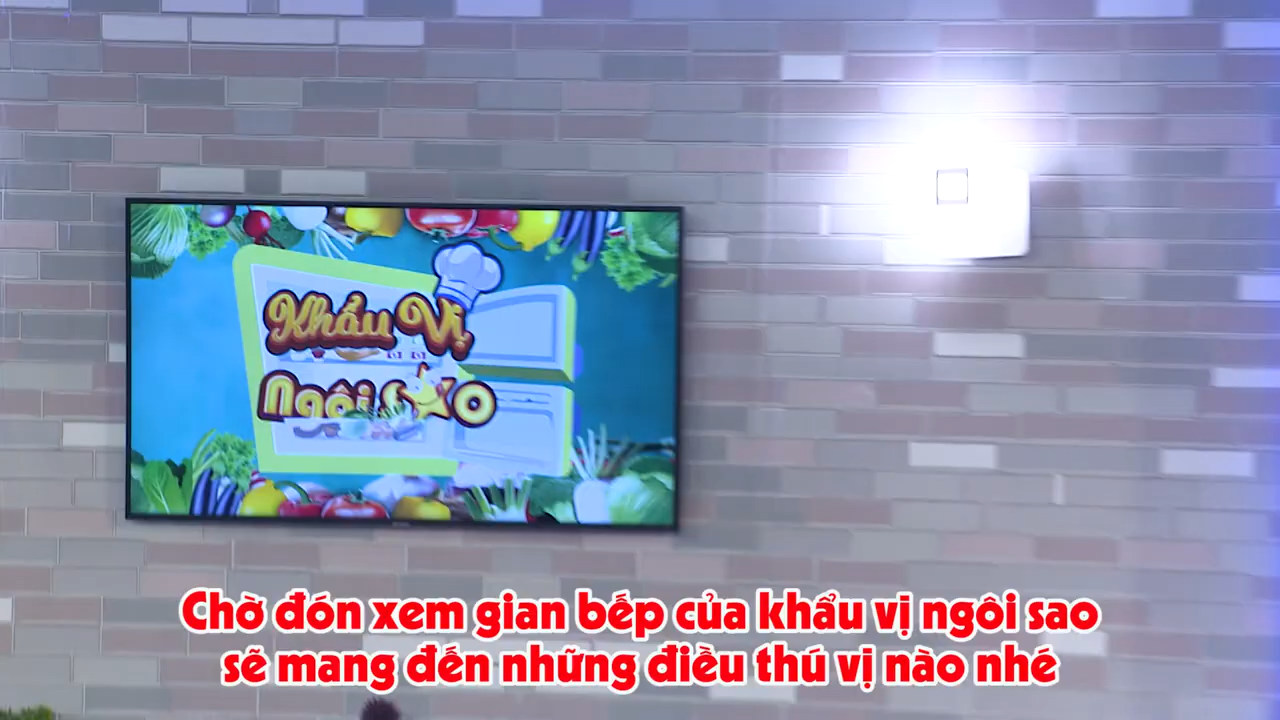 Khẩu Vị
Ngôi Sao
Chờ đón xem gian bếp của khẩu vị ngôi sao
sẽ mang đến những điều thú vị nào nhé